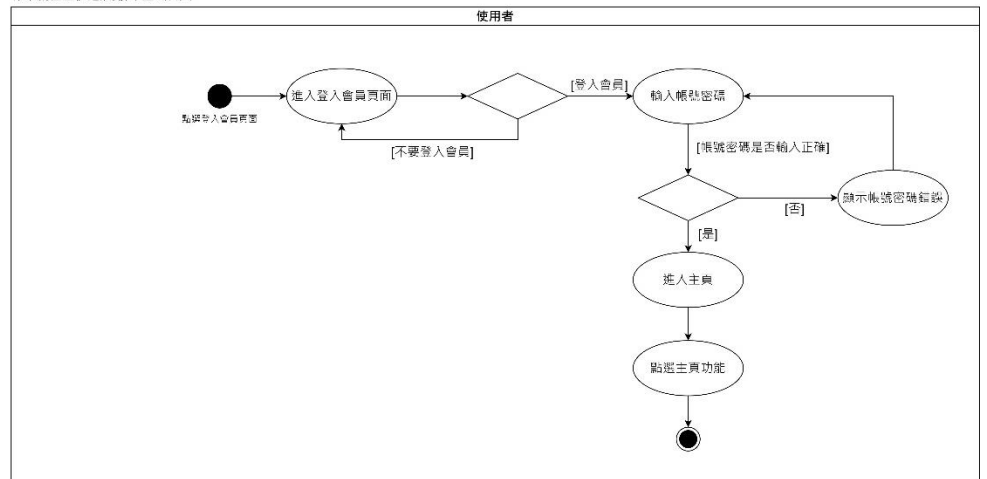 使用者
進入登入會員頁面
點選登入會員頁面
[登入會員]
[不要登入會員]
輸入帳號密碼
[帳號密碼是否輸入正確]
[否]
顯示帳號密碼錯誤
[是]
進入主頁
點選主頁功能